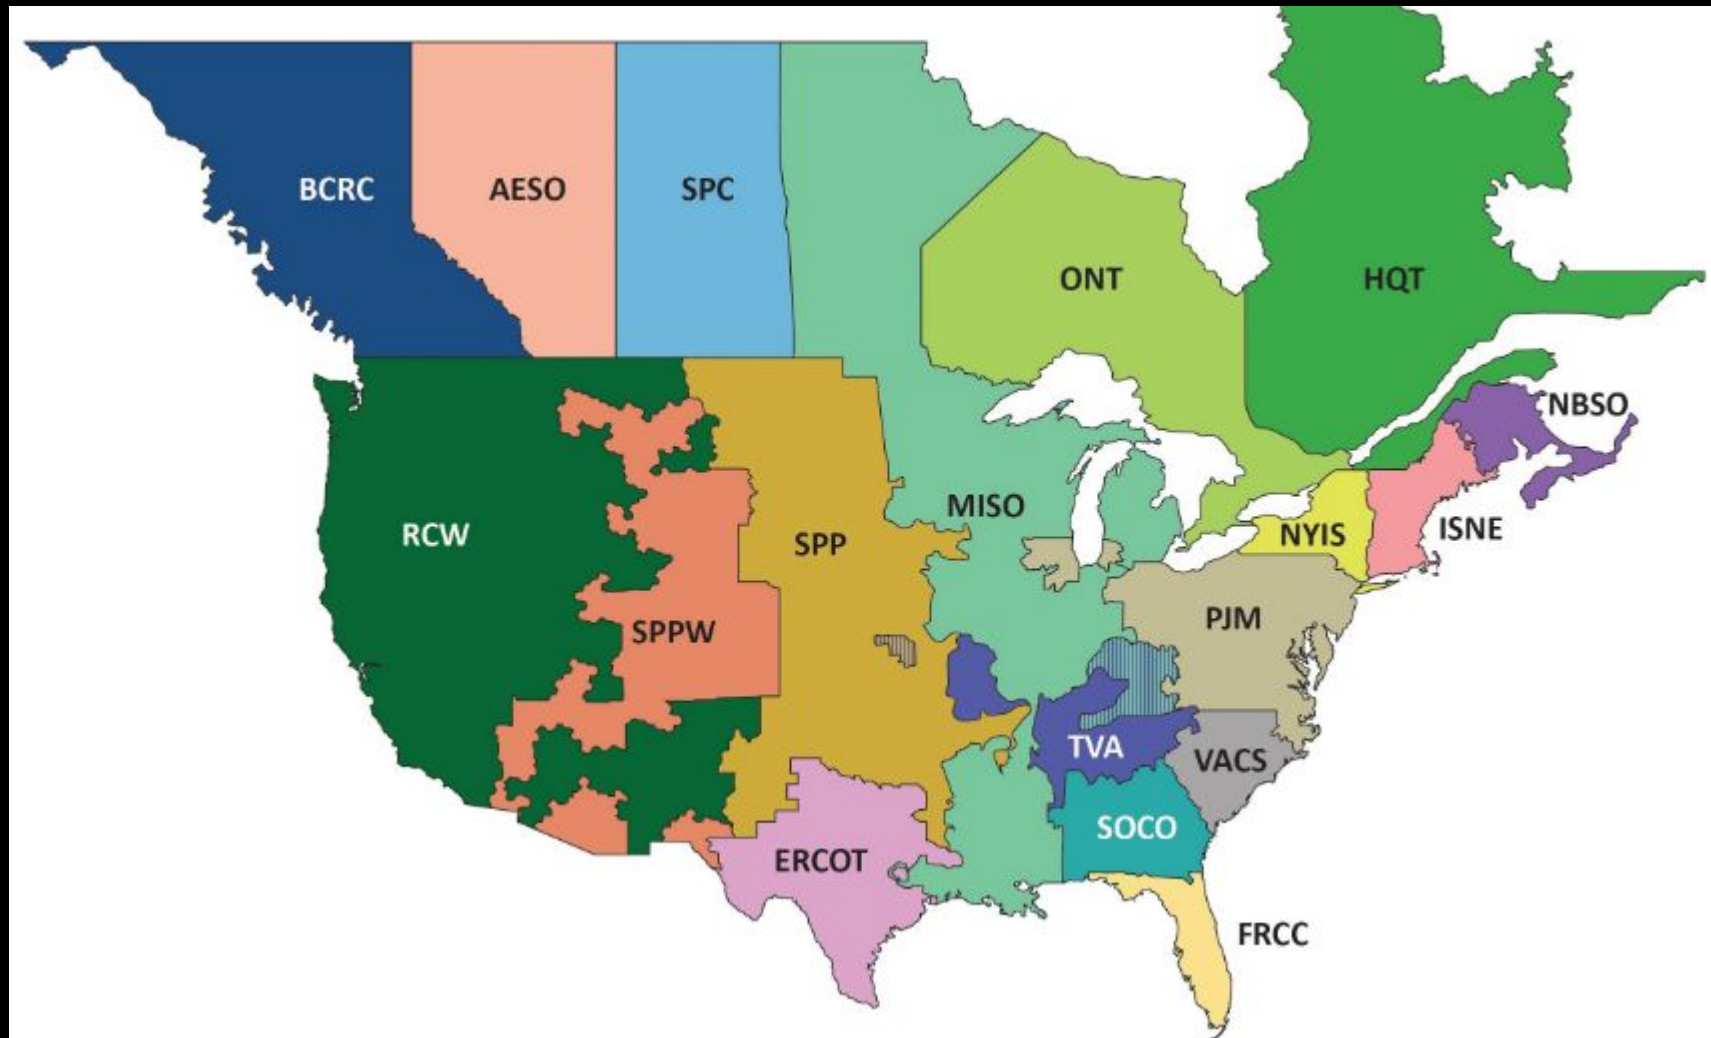 BCRC
AESO
SPC
ONT
HQT
NBSO
MISO
ISNE
RCW
SPP
NYIS
SPPW
PJM
TVA
VACS
SOCO
ERCOT
FRCC